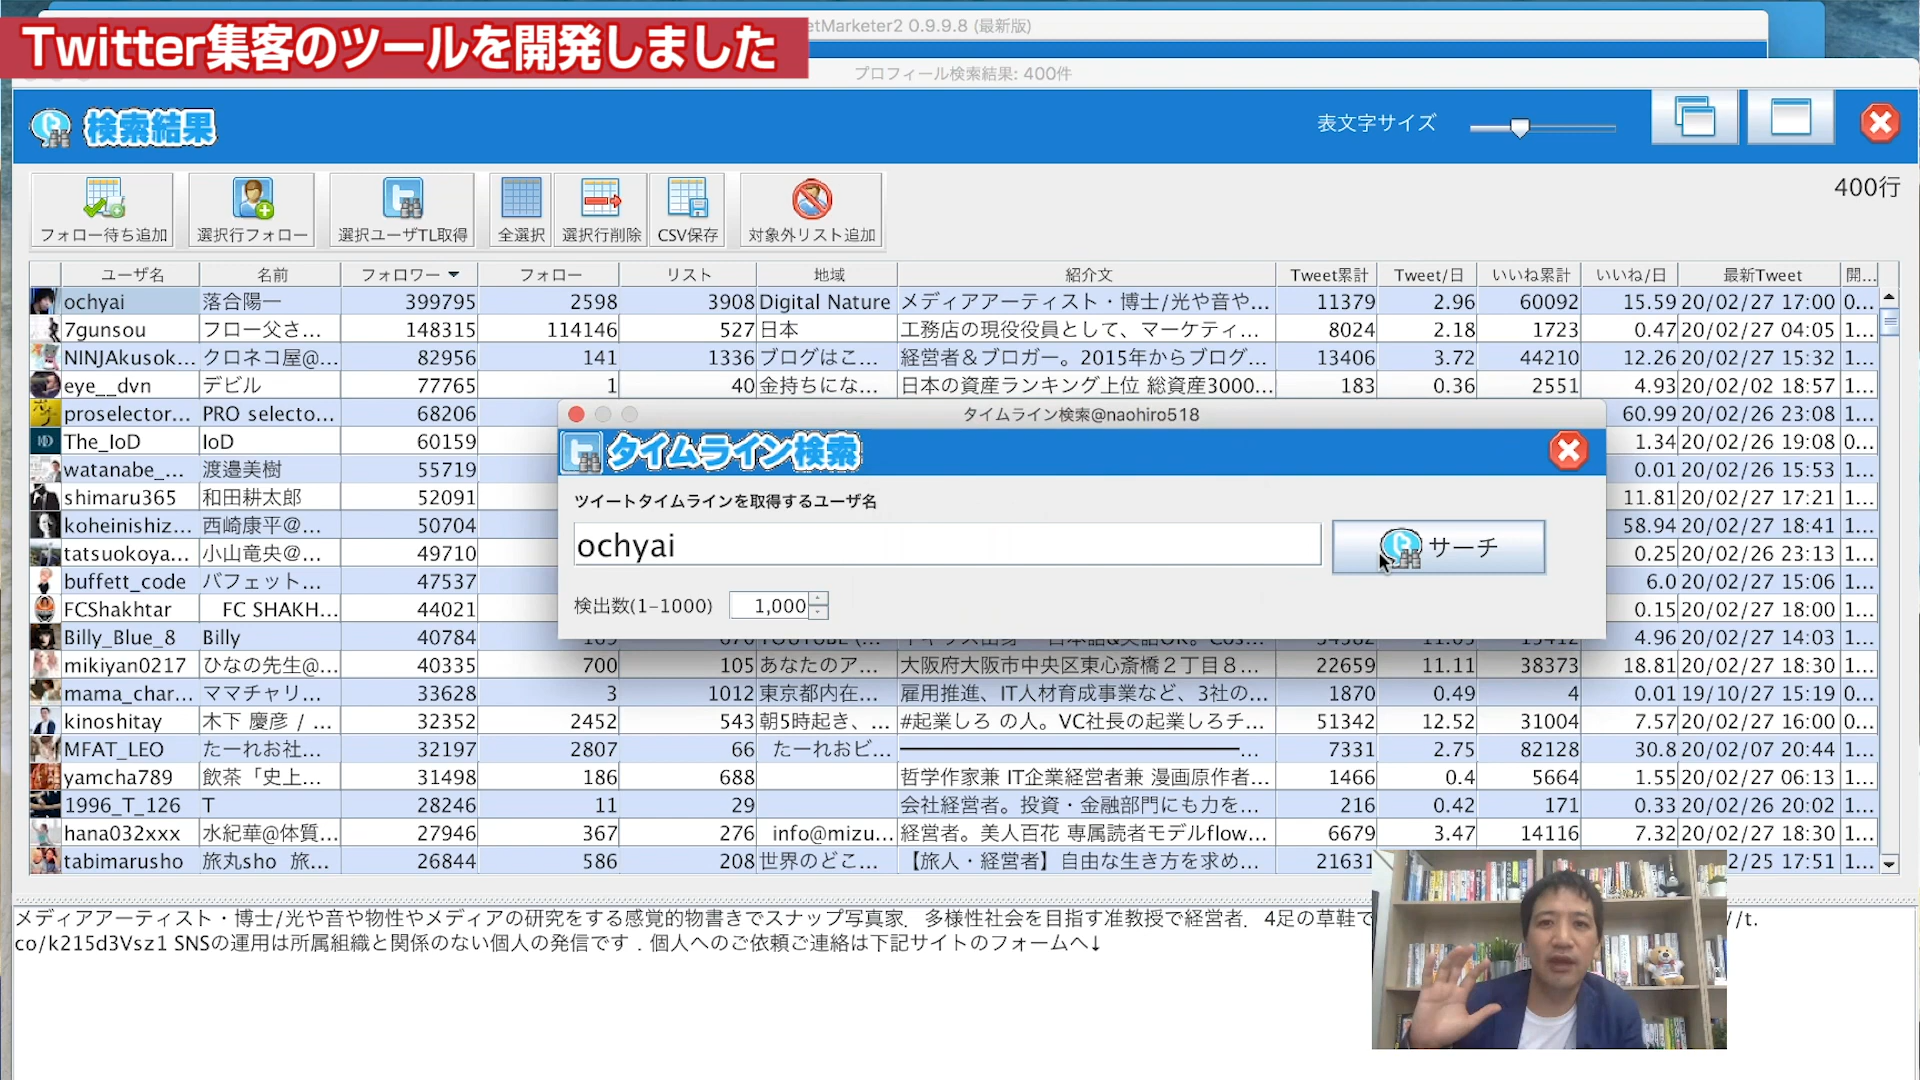 etMarketer2 0.9.9.8 (最新版)
Twitter集客のツールを開発しました
プロフィール検索結果: 400件
検索結果
表文字サイズ
400行
フォロー待ち追加 選択行フォロー 選択ユーザTL取得 全選択 選択行削除 CSV保存 対象外リスト追加
ユーザ名 名前 フォロワー フォロー リスト 地域 紹介文 Tweet累計 Tweet/日 いいね累計 いいね/日 最新Tweet 開...
ochyai 落合陽一 399795 2598 3908 Digital Nature メディアアーティスト・博士/光や音や... 11379 2.96 60092 15.59 20/02/27 17:00 0...
7gunsou フロー父さ... 148315 114146 527 日本 工務店の現役役員として、マーケティ... 8024 2.18 1723 0.47 20/02/27 04:05 1...
NINJAkusok... クロネコ屋@... 82956 141 1336 ブログはこ... 経営者＆ブロガー。2015年からブログ... 13406 3.72 44210 12.26 20/02/27 15:32 1...
eye__dvn デビル 77765 1 40 金持ちにな... 日本の資産ランキング上位 総資産3000... 183 0.36 2551 4.93 20/02/02 18:57 1...
proselector... PRO selecto... 68206 60.99 20/02/26 23:08 1...
The_IoD IoD 60159 1.34 20/02/26 19:08 0...
watanabe_... 渡邉美樹 55719 0.01 20/02/26 15:53 1...
shimaru365 和田耕太郎 52091 11.81 20/02/27 17:21 1...
koheinishiz... 西崎康平@... 50704 58.94 20/02/27 18:41 1...
tatsuokoya... 小山竜央@... 49710 0.25 20/02/26 23:13 1...
buffett_code バフェット... 47537 6.0 20/02/27 15:06 1...
FCShakhtar FC SHAKH... 44021 0.15 20/02/27 18:00 1...
Billy_Blue_8 Billy 40784 4.96 20/02/27 14:03 1...
mikiyan0217 ひなの先生@... 40335 700 105 あなたのア... 大阪府大阪市中央区東心斎橋２丁目８... 22659 11.11 38373 18.81 20/02/27 18:30 1...
mama_char... ママチャリ... 33628 3 1012 東京都内在... 雇用推進、IT人材育成事業など、3社の... 1870 0.49 4 0.01 19/10/27 15:19 0...
kinoshitay 木下 慶彦 / ... 32352 2452 543 朝5時起き、... #起業しろ の人。VC社長の起業しろチ... 51342 12.52 31004 7.57 20/02/27 16:00 0...
MFAT_LEO たーれお社... 32197 2807 66 たーれおビ... ━━━━━━━━━━━━... 7331 2.75 82128 30.8 20/02/07 20:44 1...
yamcha789 飲茶「史上... 31498 186 688 哲学作家兼 IT企業経営者兼 漫画原作者... 1466 0.4 5664 1.55 20/02/27 06:13 1...
1996_T_126 T 28246 11 29 会社経営者。投資・金融部門にも力を... 216 0.42 171 0.33 20/02/26 20:02 1...
hana032xxx 水紀華@体質... 27946 367 276 info@mizu... 経営者。美人百花 専属読者モデルflow... 6679 3.47 14116 7.32 20/02/27 18:30 1...
tabimarusho 旅丸sho 旅... 26844 586 208 世界のどこ... 【旅人・経営者】自由な生き方を求め... 21631 2/25 17:51 1...
タイムライン検索@naohiro518
タイムライン検索
ツイートタイムラインを取得するユーザ名
ochyai サーチ
検出数(1-1000) 1,000
メディアアーティスト・博士/光や音や物性やメディアの研究をする感覚的物書きでスナップ写真家．多様性社会を目指す准教授で経営者．4足の草鞋で //t.
co/k215d3Vsz1 SNSの運用は所属組織と関係のない個人の発信です．個人へのご依頼ご連絡は下記サイトのフォームへ↓